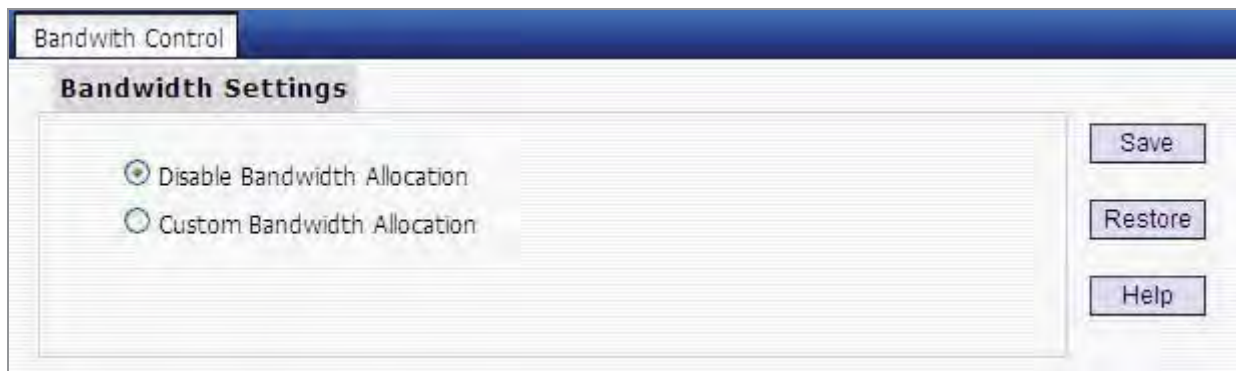 Bandwith Control
Bandwidth Settings
Disable Bandwidth Allocation
Custom Bandwidth Allocation
Save
Restore
Help